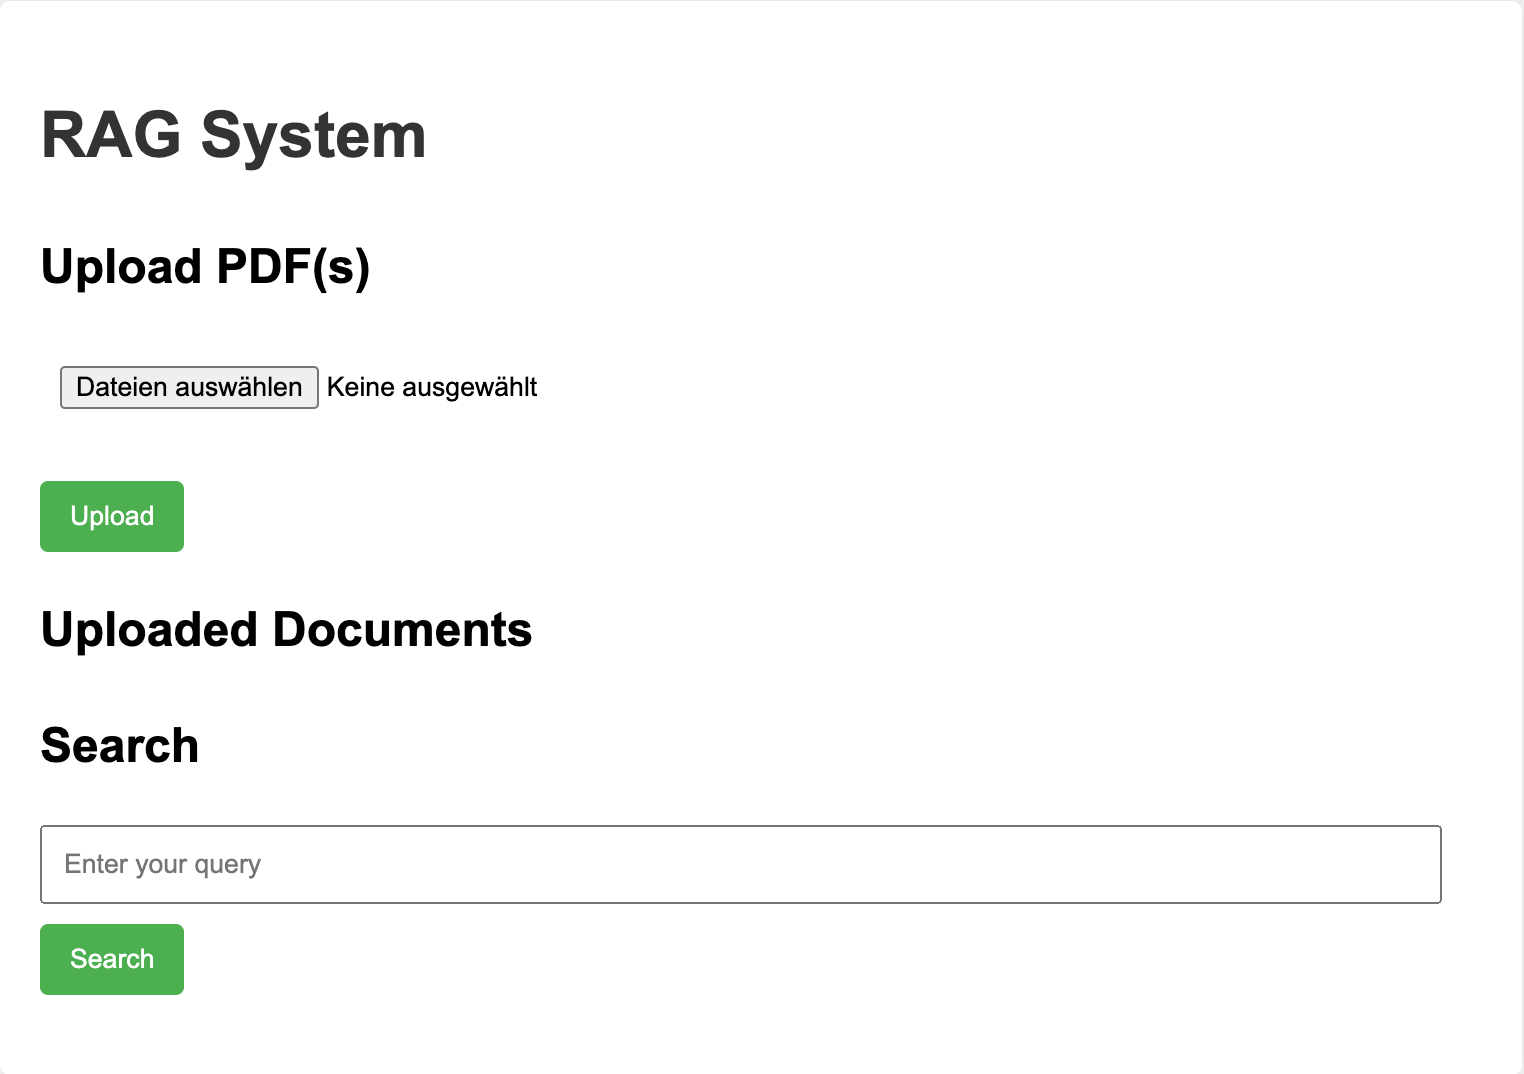 RAG System
Upload PDF(s)
Dateien auswählen Keine ausgewählt
Upload
Uploaded Documents
Search
Enter your query
Search